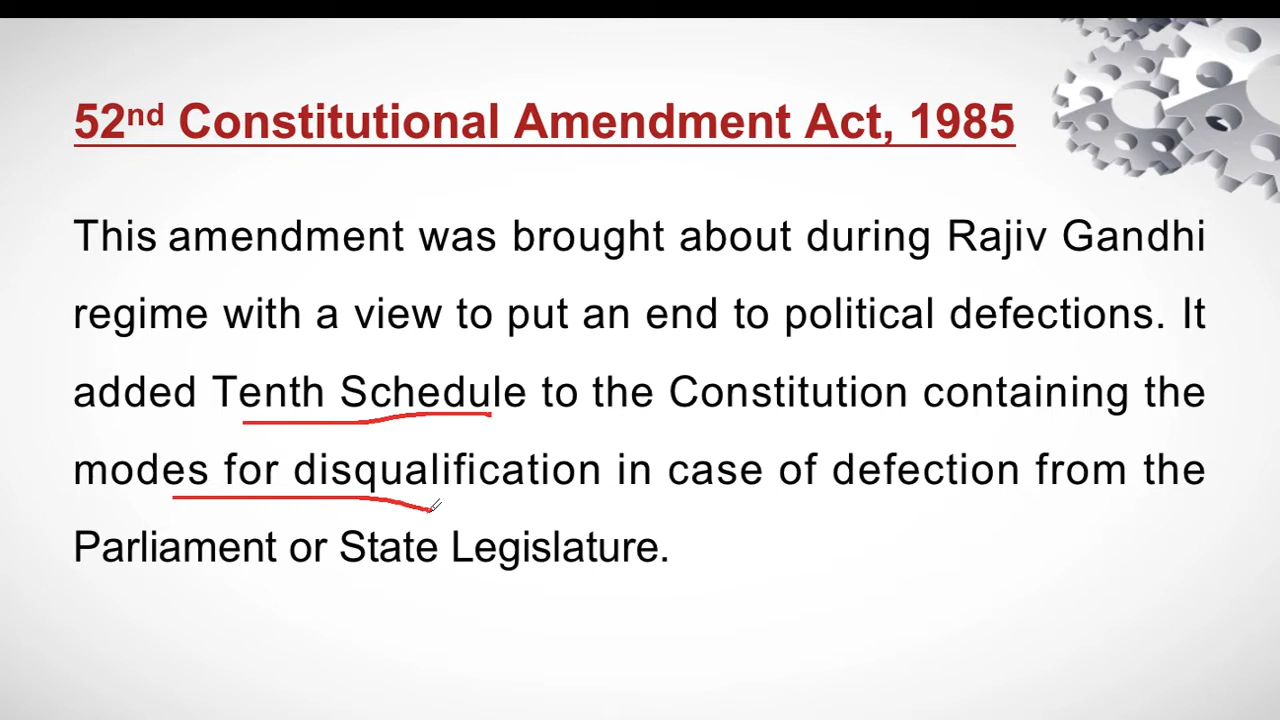 52nd Constitutional Amendment Act, 1985
This amendment was brought about during Rajiv Gandhi
regime with a view to put an end to political defections. It
added Tenth Schedule to the Constitution containing the
modes for disqualification in case of defection from the
Parliament or State Legislature.